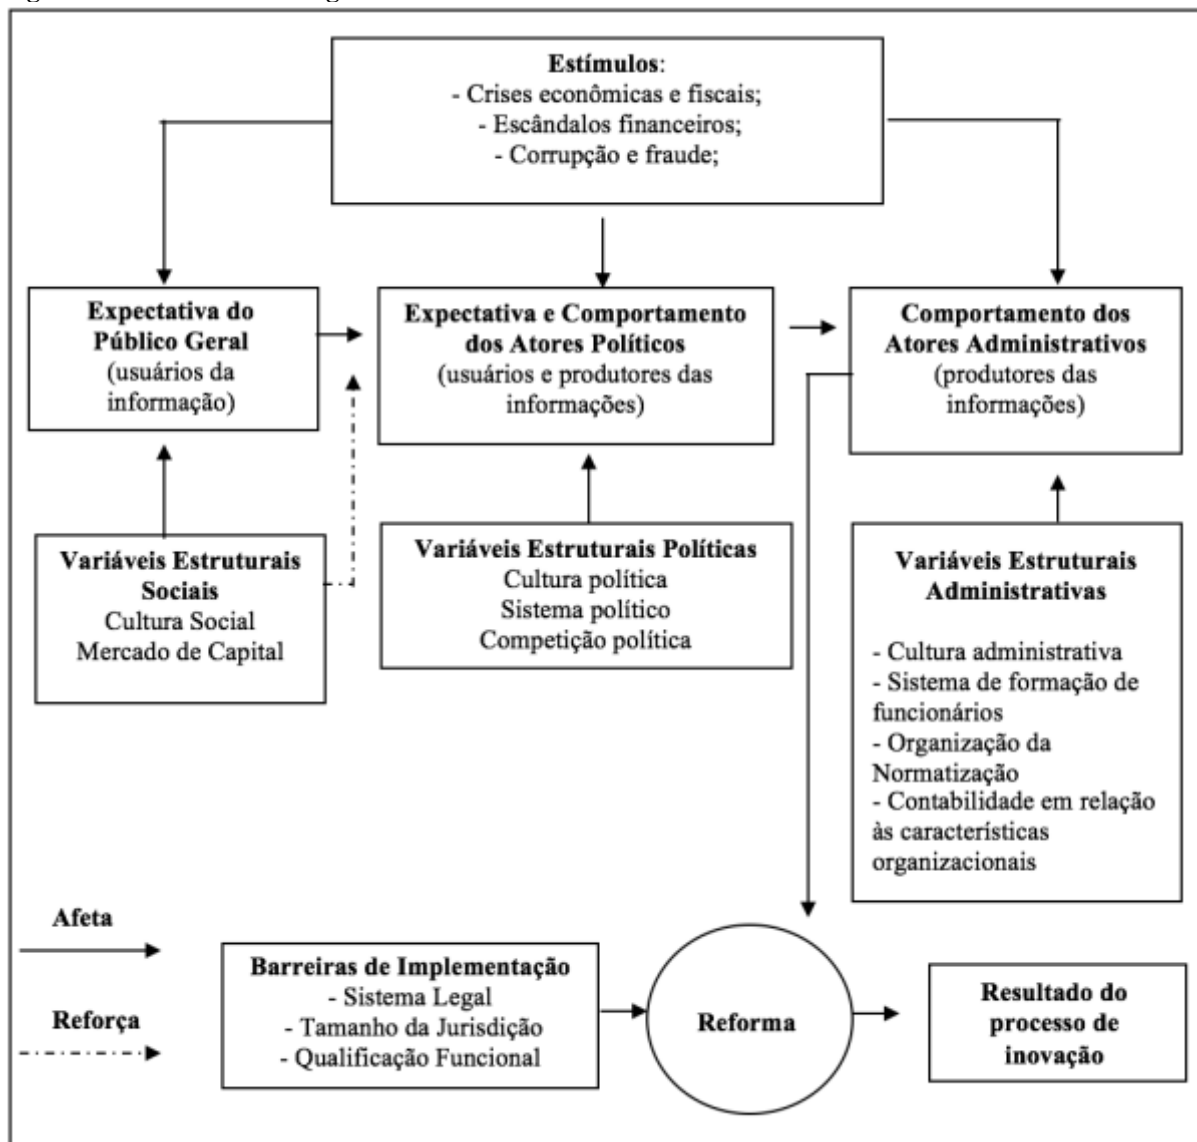 Estímulos:
- Crises econômicas e fiscais;
- Escândalos financeiros;
- Corrupção e fraude;
Expectativa do
Público Geral
(usuários da
informação)
Expectativa e Comportamento
dos Atores Políticos
(usuários e produtores das
informações)
Comportamento dos
Atores Administrativos
(produtores das
informações)
Variáveis Estruturais
Sociais
Cultura Social
Mercado de Capital
Variáveis Estruturais Políticas
Cultura política
Sistema político
Competição política
Variáveis Estruturais
Administrativas
- Cultura administrativa
- Sistema de formação de
funcionários
- Organização da
Normatização
- Contabilidade em relação
às características
organizacionais
Afeta
Reforça
Barreiras de Implementação
- Sistema Legal
- Tamanho da Jurisdição
- Qualificação Funcional
Reforma
Resultado do
processo de
inovação